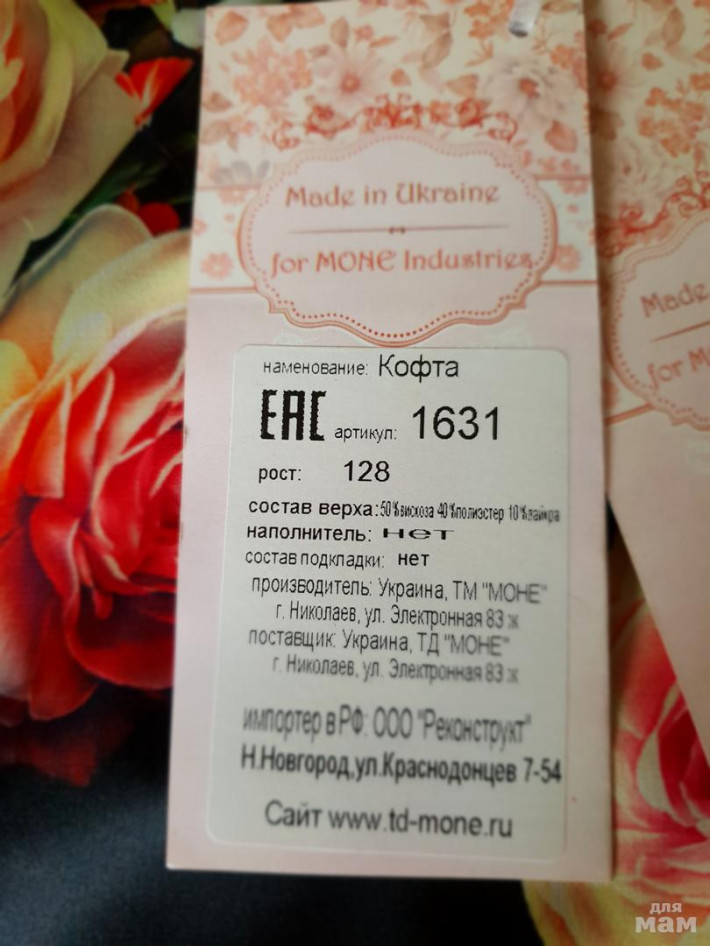 Made in Ukraine
for MONE Industries
наменование: Кофта
ЕАС артикул: 1631
рост: 128
состав верха:50%вискоза 40%полиэстер 10%лайкра
наполнитель: нет
состав подкладки: нет
производитель: Украина, ТМ "МОНЕ"
г. Николаев, ул. Электронная 83 ж
поставщик: Украина, ТД "МОНЕ"
г. Николаев, ул. Электронная 83 ж
импортер в РФ: ООО "Реконструкт"
Н.Новгород,ул.Краснодонцев 7-54
Сайт www.td-mone.ru
Made
for M
для
мам